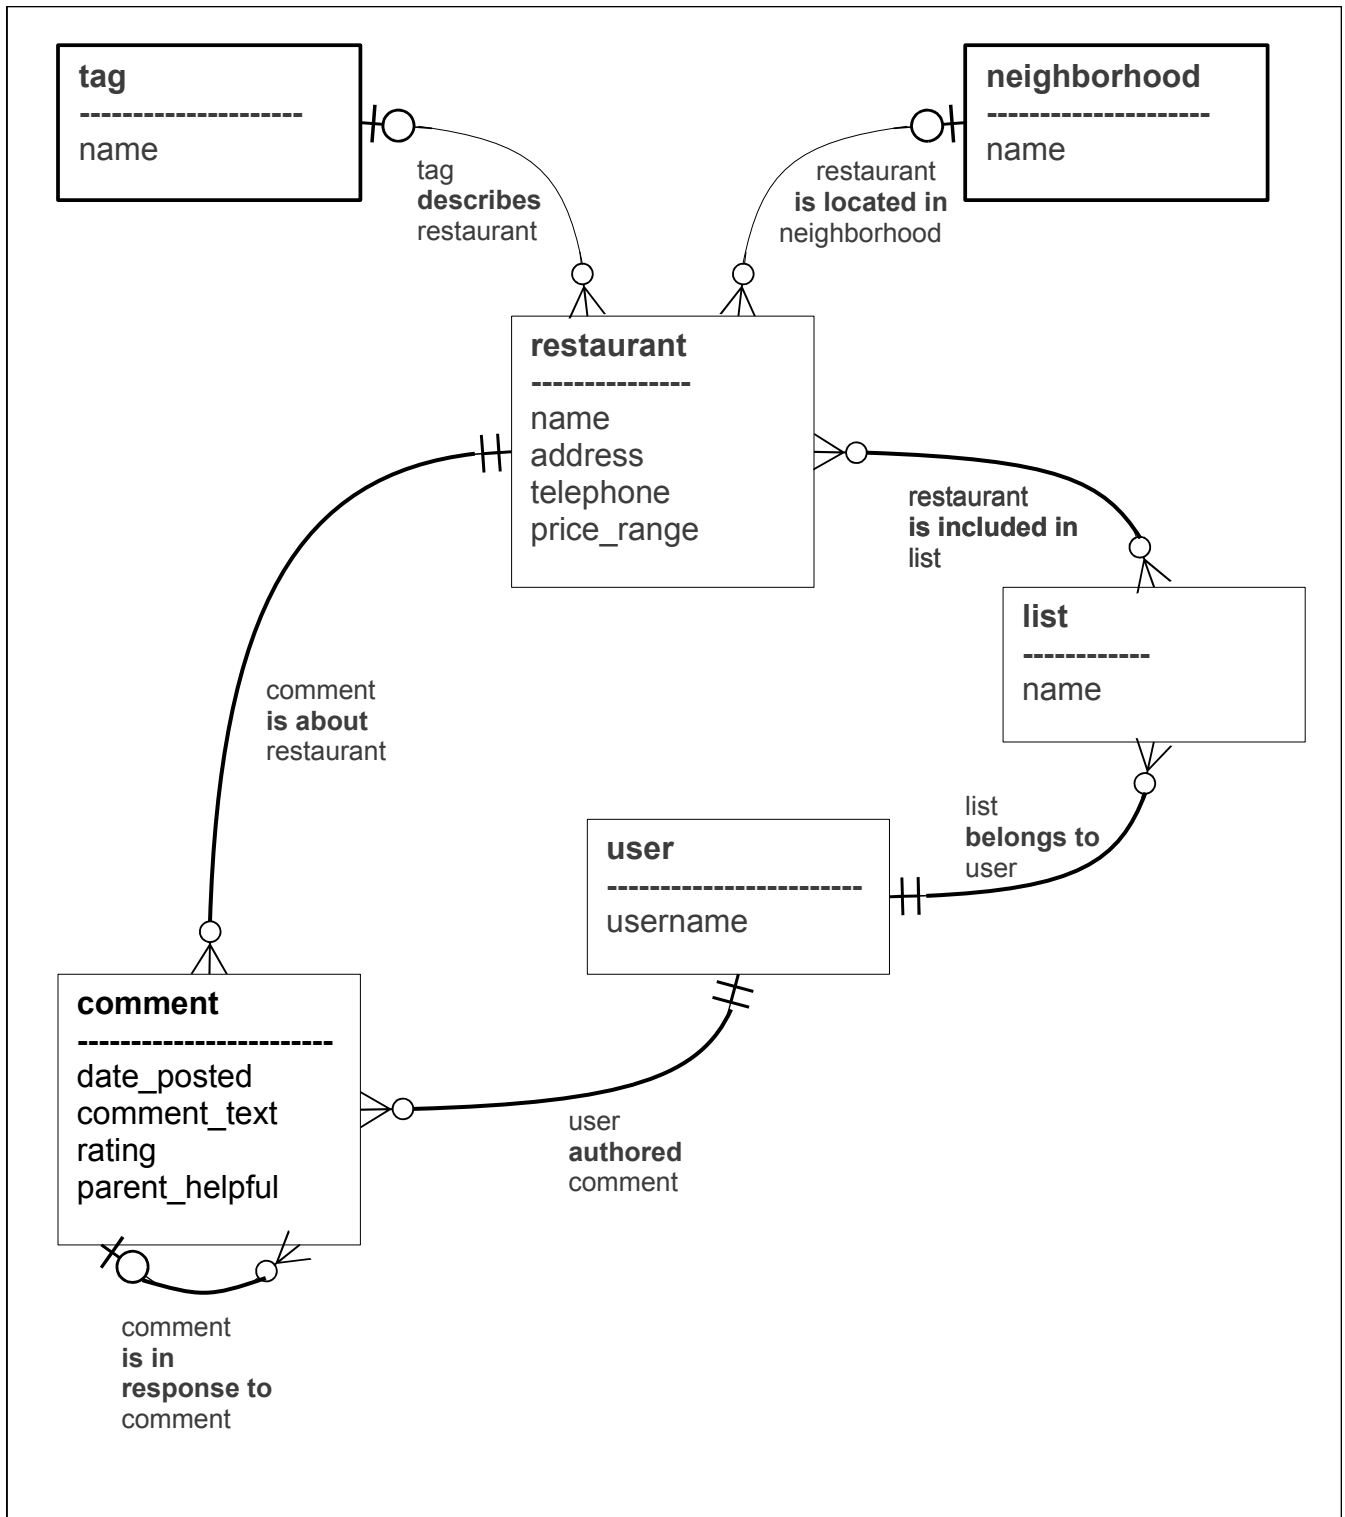 tag
---------------------
name
neighborhood
---------------------
name
tag
describes
restaurant
restaurant
is located in
neighborhood
restaurant
---------------
name
address
telephone
price_range
restaurant
is included in
list
list
------------
name
comment
is about
restaurant
list
belongs to
user
user
------------------------
username
comment
------------------------
date_posted
comment_text
rating
parent_helpful
user
authored
comment
comment
is in
response to
comment